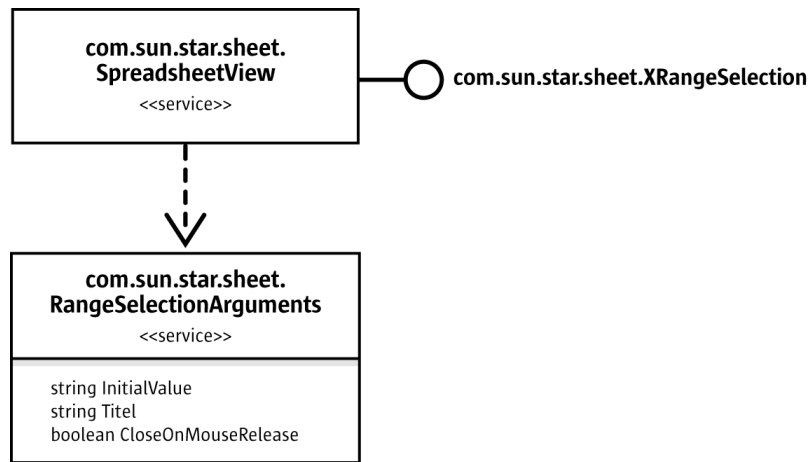 com.sun.star.sheet.
SpreadsheetView
<<service>>
com.sun.star.sheet.XRangeSelection
com.sun.star.sheet.
RangeSelectionArguments
<<service>>
string InitialValue
string Titel
boolean CloseOnMouseRelease